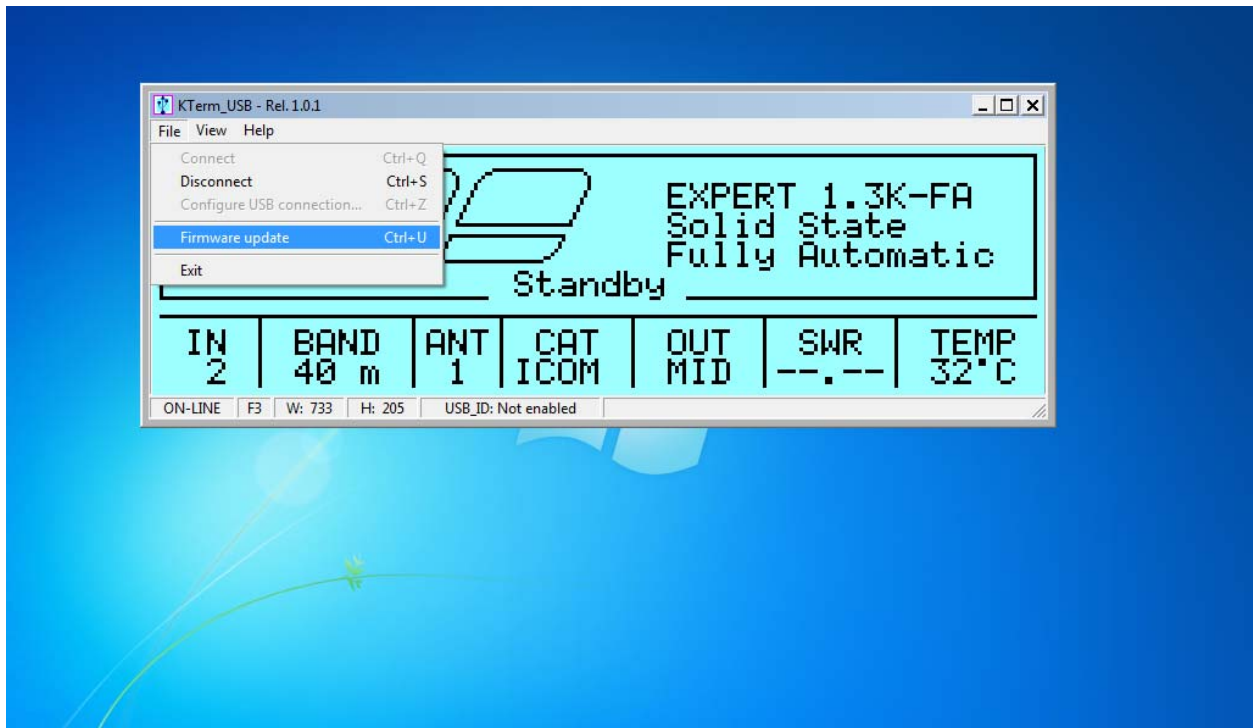 KTerm_USB - Rel. 1.0.1
File View Help
Connect Ctrl+Q
Disconnect Ctrl+S
Configure USB connection... Ctrl+Z
Firmware update Ctrl+U
Exit
EXPERT 1.3K-FA
Solid State
Fully Automatic
Standby
IN BAND ANT CAT OUT SWR TEMP
2 40 m 1 ICOM MID --.-- 32°C
ON-LINE F3 W: 733 H: 205 USB_ID: Not enabled